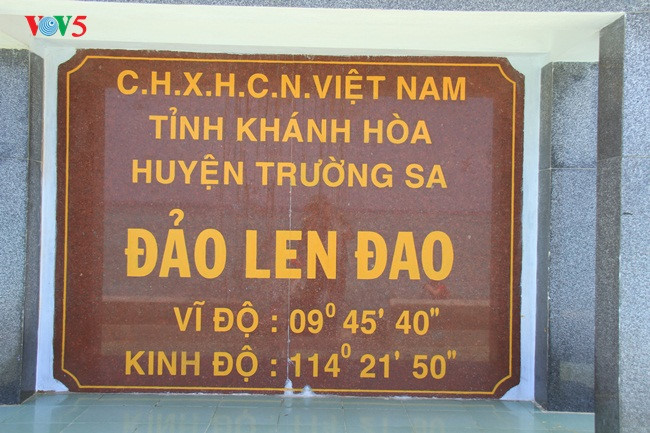 VOV5
C.H.X.H.C.N.VIỆT NAM
TỈNH KHÁNH HÒA
HUYỆN TRƯỜNG SA
ĐẢO LEN ĐAO
VĨ ĐỘ : 09⁰ 45' 40"
KINH ĐỘ : 114⁰ 21' 50"